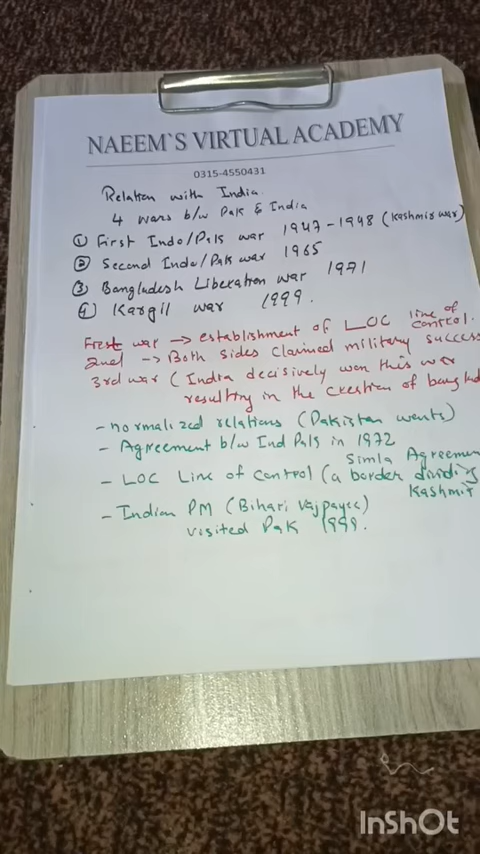 NAEEM`S VIRTUAL ACADEMY
0315-4550431
Relation with India.
4 wars b/w Pak & India
① First Indo/Pak war 1947-1948 (Kashmir war)
② Second Indo/Pak war 1965
③ Bangladesh Liberation war 1971
④ Kargil war 1999.
First war → establishment of LOC line of control.
2nd → Both sides claimed military success
3rd war (India decisively won this war
resulting in the creation of bangla
- normalized relations (Pakistan wants)
- Agreement b/w Ind Pak in 1972
Simla Agreemen
- LOC Line of control (a border dividing
Kashmir
- Indian PM (Bihari Vajpayee)
visited Pak 1999.
InShOt